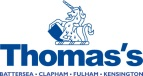 Thomas's
BATTERSEA • CLAPHAM • FULHAM • KENSINGTON